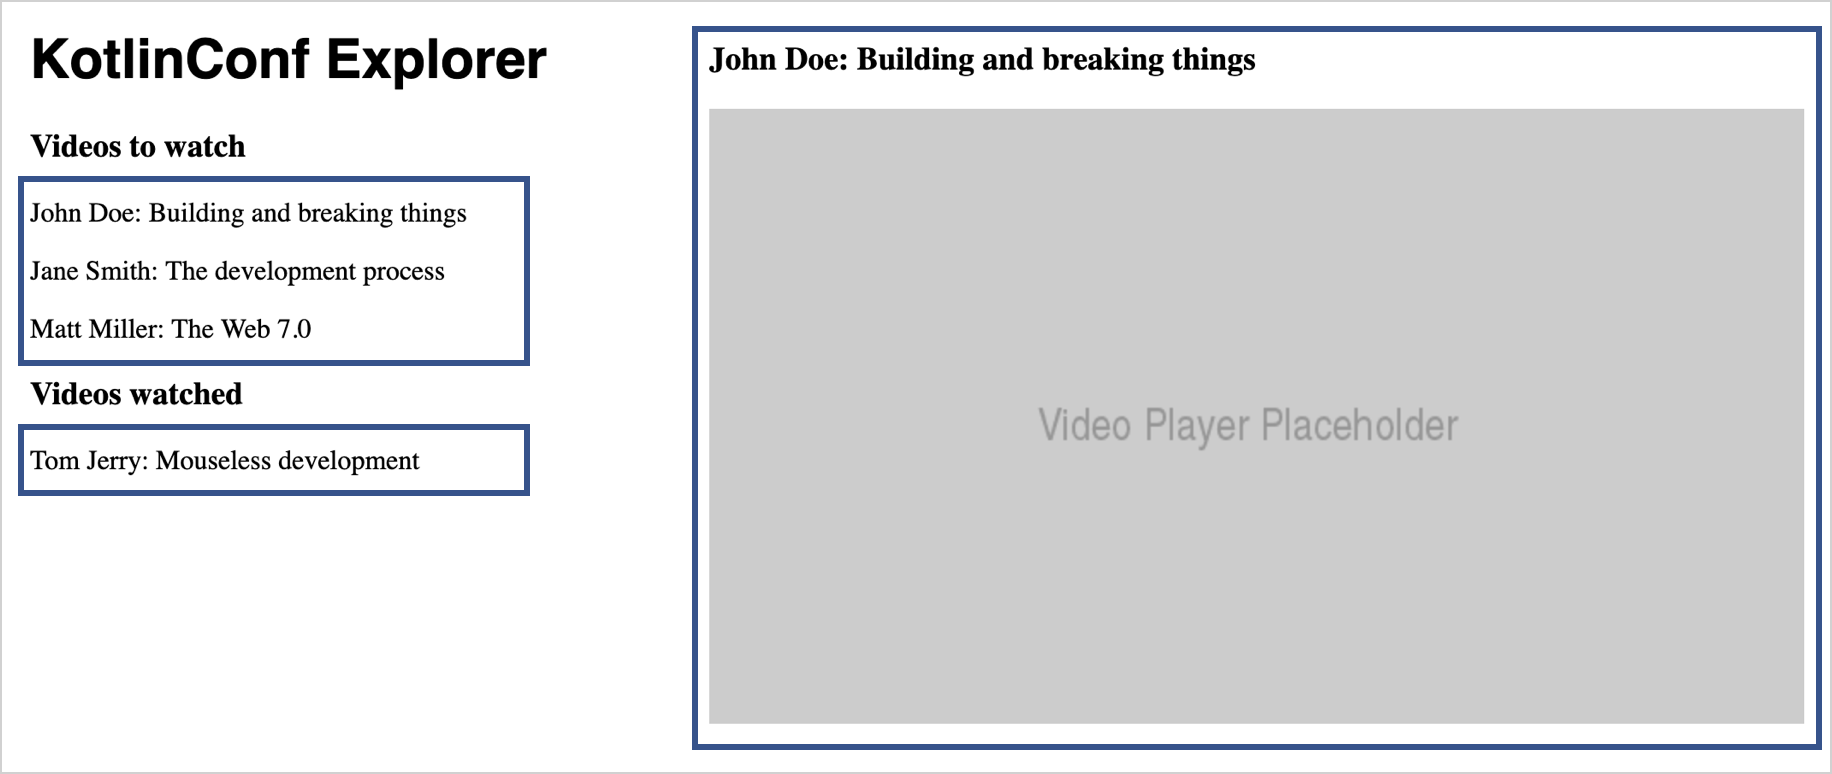 KotlinConf Explorer
Videos to watch
John Doe: Building and breaking things
Jane Smith: The development process
Matt Miller: The Web 7.0
Videos watched
Tom Jerry: Mouseless development
John Doe: Building and breaking things
Video Player Placeholder